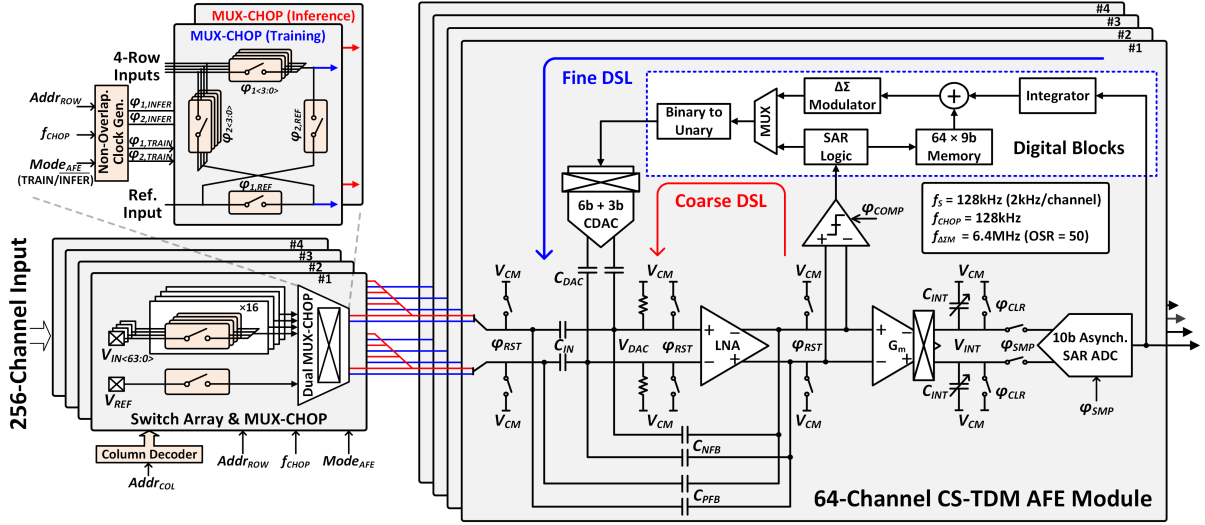 MUX-CHOP (Inference)
MUX-CHOP (Training)
4-Row
Inputs
φ1<3:0>
φ2<3:0>
φ2,REF
φ1,REF
Ref.
Input
AddrROW
fCHOP
ModeAFE
(TRAIN/INFER)
Non-Overlap.
Clock Gen.
φ1,INFER
φ2,INFER
φ1,TRAIN
φ2,TRAIN
256-Channel Input
#4
#3
#2
#1
×16
VIN<63:0>
VREF
Dual MUX-CHOP
Switch Array & MUX-CHOP
Column Decoder
AddrCOL
AddrROW
fCHOP
ModeAFE
#4
#3
#2
#1
Fine DSL
Binary to
Unary
MUX
ΔΣ
Modulator
+
Integrator
SAR
Logic
64 × 9b
Memory
Digital Blocks
6b + 3b
CDAC
Coarse DSL
φCOMP
+ −
fS = 128kHz (2kHz/channel)
fCHOP = 128kHz
fΔΣM = 6.4MHz (OSR = 50)
CDAC
VCM
VCM
VCM
VCM
VCM
VCM
φRST
CIN
VDAC
φRST
+
−
LNA
φRST
+
−
Gm
CINT
φCLR
VINT
φSMP
CINT
φCLR
10b Asynch.
SAR ADC
φSMP
VCM
VCM
VCM
VCM
VCM
VCM
CNFB
CPFB
64-Channel CS-TDM AFE Module